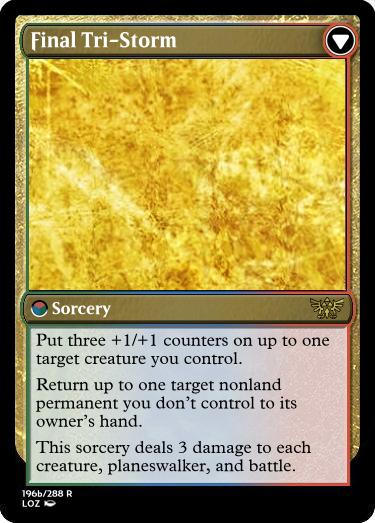 Final Tri-Storm
Sorcery
Put three +1/+1 counters on up to one
target creature you control.
Return up to one target nonland
permanent you don't control to its
owner's hand.
This sorcery deals 3 damage to each
creature, planeswalker, and battle.
196b/288 R
LOZ